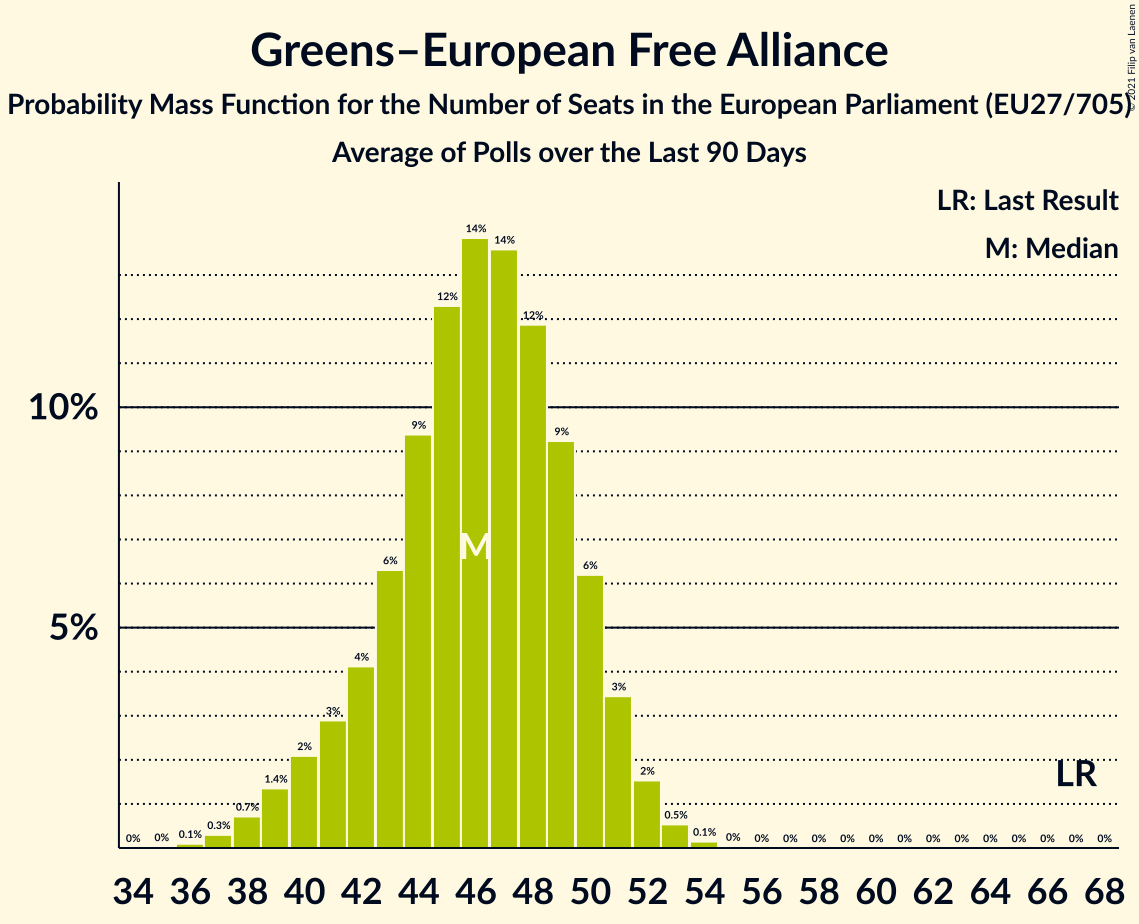 Greens–European Free Alliance
Probability Mass Function for the Number of Seats in the European Parliament (EU27/705)
Average of Polls over the Last 90 Days
© 2021 Filip van Laenen
LR: Last Result
M: Median
14%
14%
12%
12%
10%
9%
9%
M
6%
6%
5%
4%
3%
3%
2%
2%
LR
1.4%
0.7%
0.5%
0.3%
0% 0% 0.1% 0.1% 0% 0% 0% 0% 0% 0% 0% 0% 0% 0% 0% 0% 0% 0%
34 36 38 40 42 44 46 48 50 52 54 56 58 60 62 64 66 68